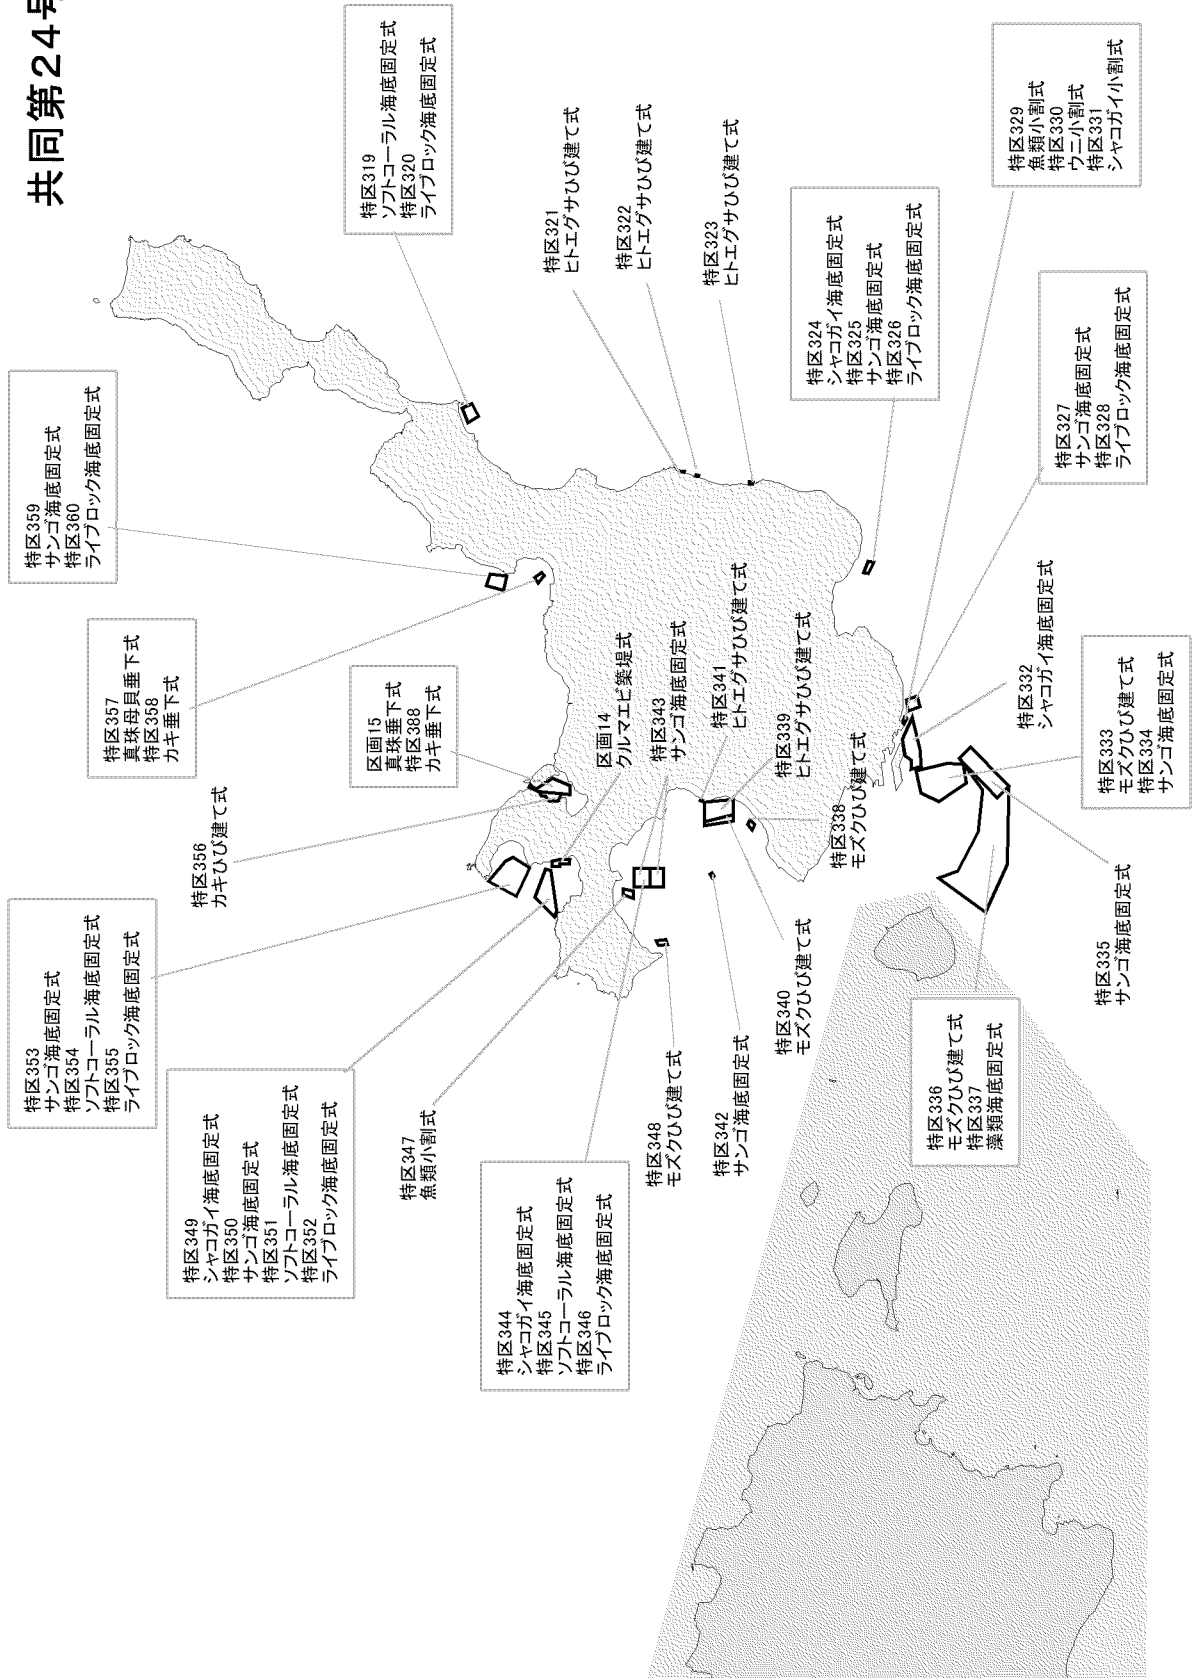 共同第24号
特区353
サンゴ海底固定式
特区354
ソフトコーラル海底固定式
特区355
ライブロック海底固定式
特区359
サンゴ海底固定式
特区360
ライブロック海底固定式
特区357
真珠母貝垂下式
特区358
カキ垂下式
特区349
シャコガイ海底固定式
特区350
サンゴ海底固定式
特区351
ソフトコーラル海底固定式
特区352
ライブロック海底固定式
特区356
カキひび建て式
区画15
真珠垂下式
特区388
カキ垂下式
特区319
ソフトコーラル海底固定式
特区320
ライブロック海底固定式
特区347
魚類小割式
特区344
シャコガイ海底固定式
特区345
ソフトコーラル海底固定式
特区346
ライブロック海底固定式
区画14
クルマエビ築堤式
特区343
サンゴ海底固定式
特区341
ヒトエグサひび建て式
特区339
ヒトエグサひび建て式
特区338
モズクひび建て式
特区321
ヒトエグサひび建て式
特区322
ヒトエグサひび建て式
特区323
ヒトエグサひび建て式
特区348
モズクひび建て式
特区342
サンゴ海底固定式
特区340
モズクひび建て式
特区324
シャコガイ海底固定式
特区325
サンゴ海底固定式
特区326
ライブロック海底固定式
特区329
魚類小割式
特区330
ウニ小割式
特区331
シャコガイ小割式
特区327
サンゴ海底固定式
特区328
ライブロック海底固定式
特区332
シャコガイ海底固定式
特区333
モズクひび建て式
特区334
サンゴ海底固定式
特区335
サンゴ海底固定式
特区336
モズクひび建て式
特区337
藻類海底固定式